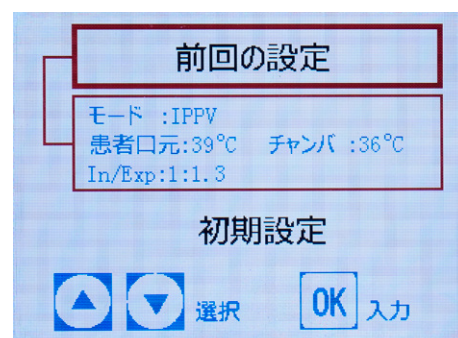 前回の設定
モード :IPPV
患者口元:39℃ チャンバ :36℃
In/Exp:1:1.3
初期設定
選択 OK 入力